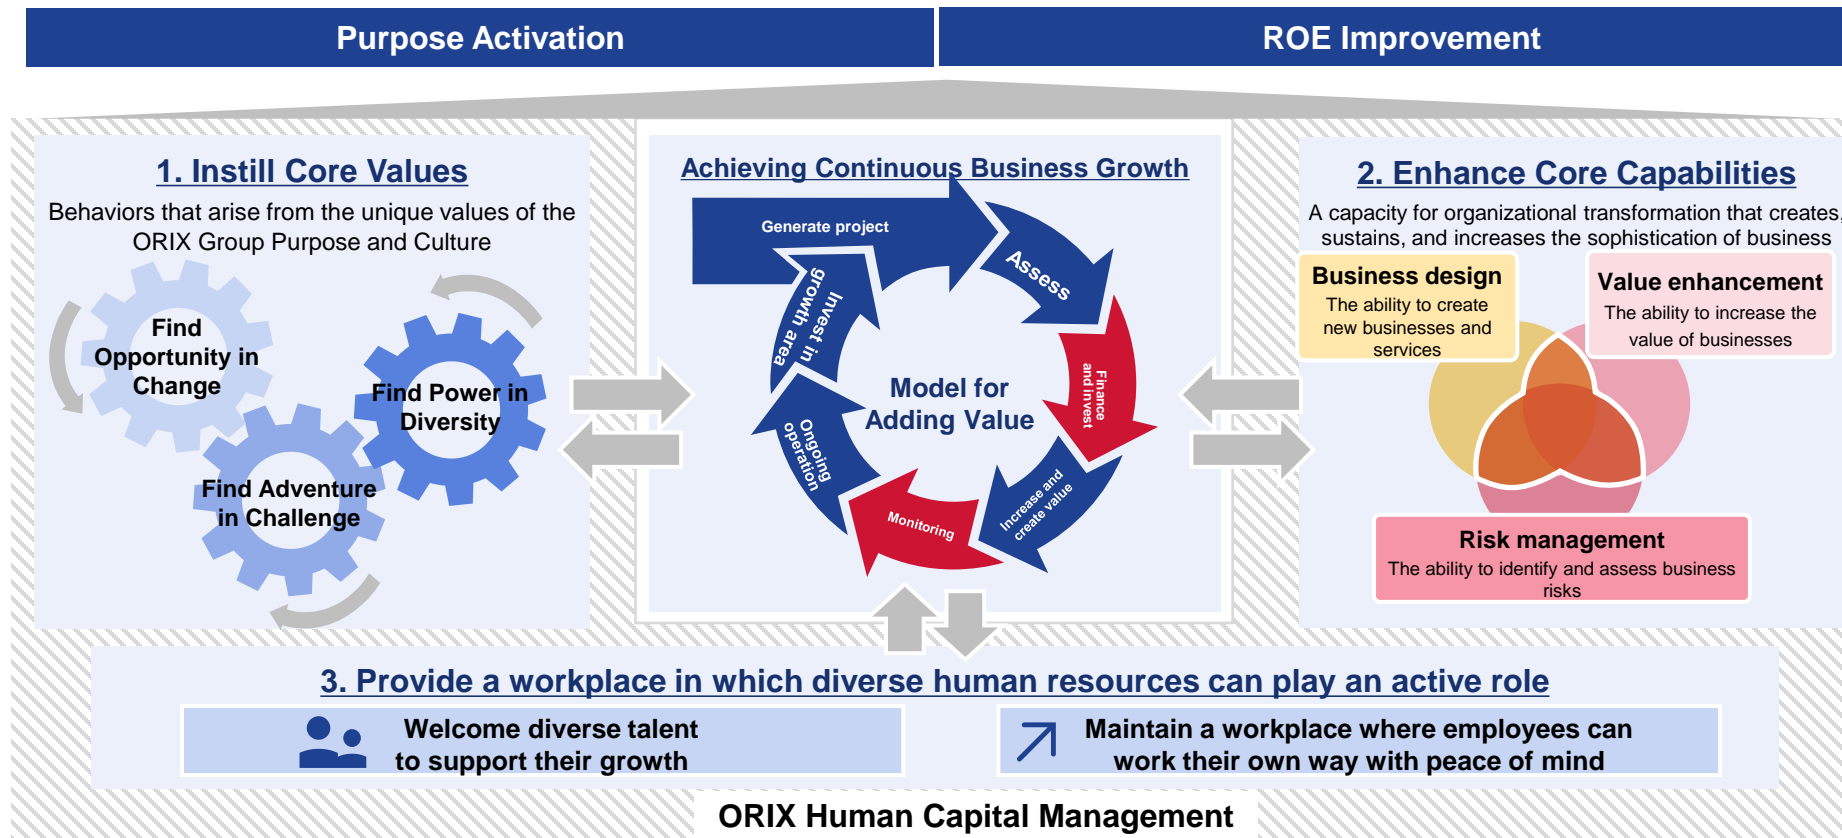 Purpose Activation
ROE Improvement
1. Instill Core Values
Behaviors that arise from the unique values of the
ORIX Group Purpose and Culture
Find
Opportunity in
Change
Find Power in
Diversity
Find Adventure
in Challenge
Achieving Continuous Business Growth
Generate project
Assess
Finance
and invest
Increase and
create value
Monitoring
Ongoing
operation
Invest in
growth area
Model for
Adding Value
2. Enhance Core Capabilities
A capacity for organizational transformation that creates,
sustains, and increases the sophistication of business
Business design
The ability to create
new businesses and
services
Value enhancement
The ability to increase the
value of businesses
Risk management
The ability to identify and assess business
risks
3. Provide a workplace in which diverse human resources can play an active role
Welcome diverse talent
to support their growth
Maintain a workplace where employees can
work their own way with peace of mind
ORIX Human Capital Management